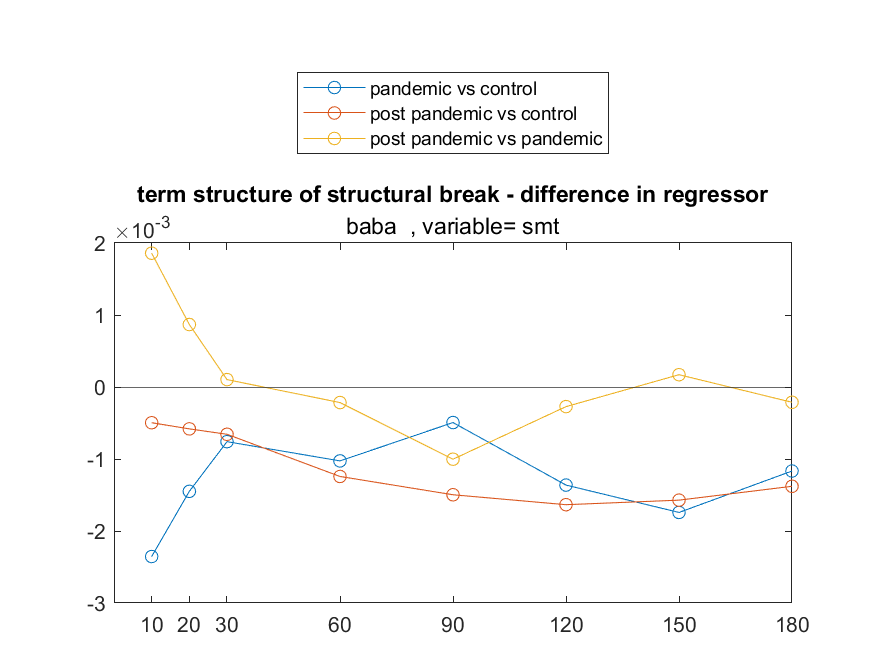 pandemic vs control
post pandemic vs control
post pandemic vs pandemic
term structure of structural break - difference in regressor
baba , variable= smt
×10-3
2
1
0
-1
-2
-3
10 20 30 60 90 120 150 180